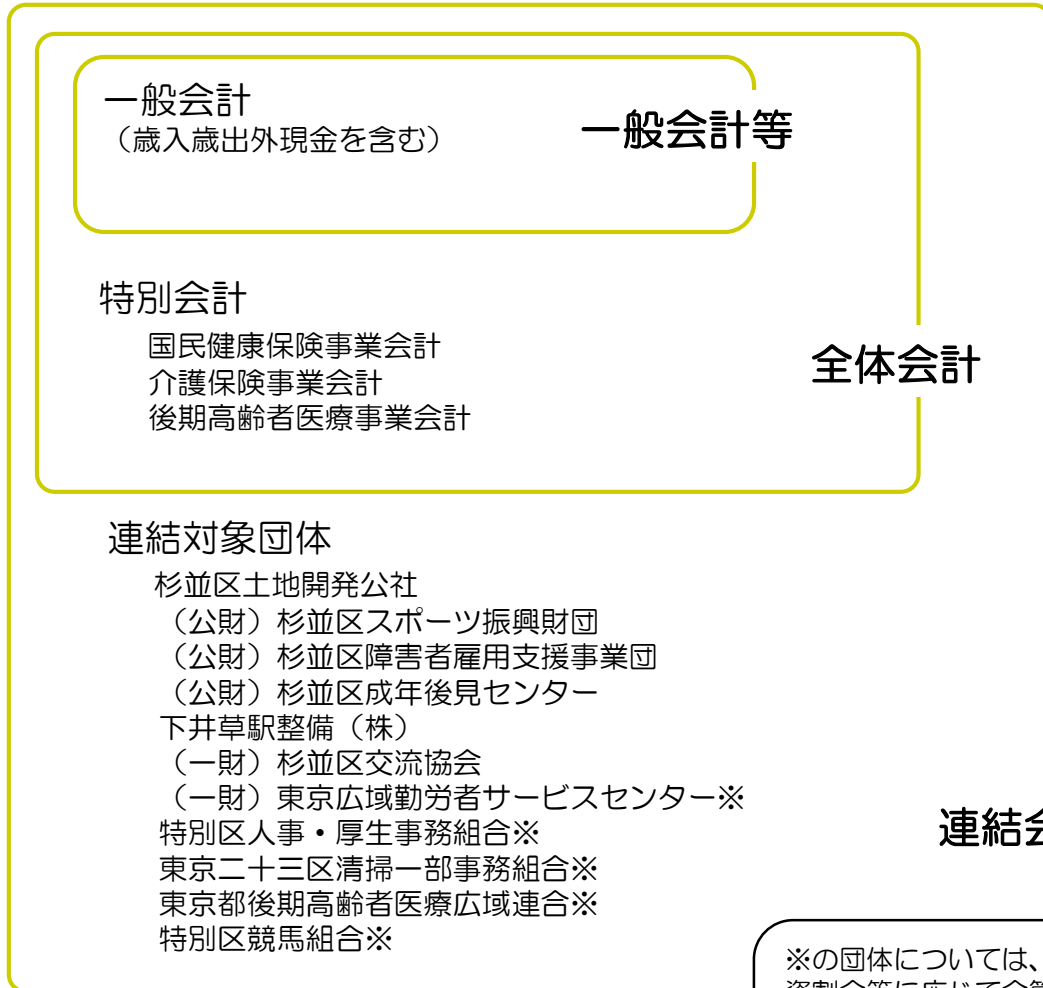 一般会計
（歳入歳出外現金を含む）
一般会計等
特別会計
国民健康保険事業会計
介護保険事業会計
後期高齢者医療事業会計
全体会計
連結対象団体
杉並区土地開発公社
（公財）杉並区スポーツ振興財団
（公財）杉並区障害者雇用支援事業団
（公財）杉並区成年後見センター
下井草駅整備（株）
（一財）杉並区交流協会
（一財）東京広域勤労者サービスセンター※
特別区人事・厚生事務組合※
東京二十三区清掃一部事務組合※
東京都後期高齢者医療広域連合※
特別区競馬組合※
連結会
※の団体については、